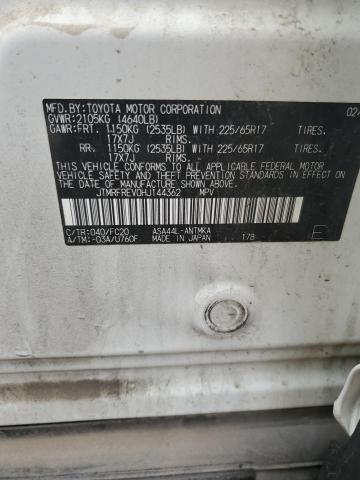 MFD.BY:TOYOTA MOTOR CORPORATION 02/
GVWR:2105KG (4640LB)
GAWR:FRT. 1150KG (2535LB) WITH 225/65R17 TIRES.
17X7J RIMS.
RR. 1150KG (2535LB) WITH 225/65R17 TIRES.
17X7J RIMS.
THIS VEHICLE CONFORMS TO ALL APPLICABLE FEDERAL MOTOR
VEHICLE SAFETY AND THEFT PREVENTION STANDARDS IN EFFECT
ON THE DATE OF MANUFACTURE SHOWN ABOVE.
JTMRFREV0HJ144362 MPV
C/TR:040/FC20 ASA44L-ANTMKA
A/TM:-03A/U760F MADE IN JAPAN 178 E